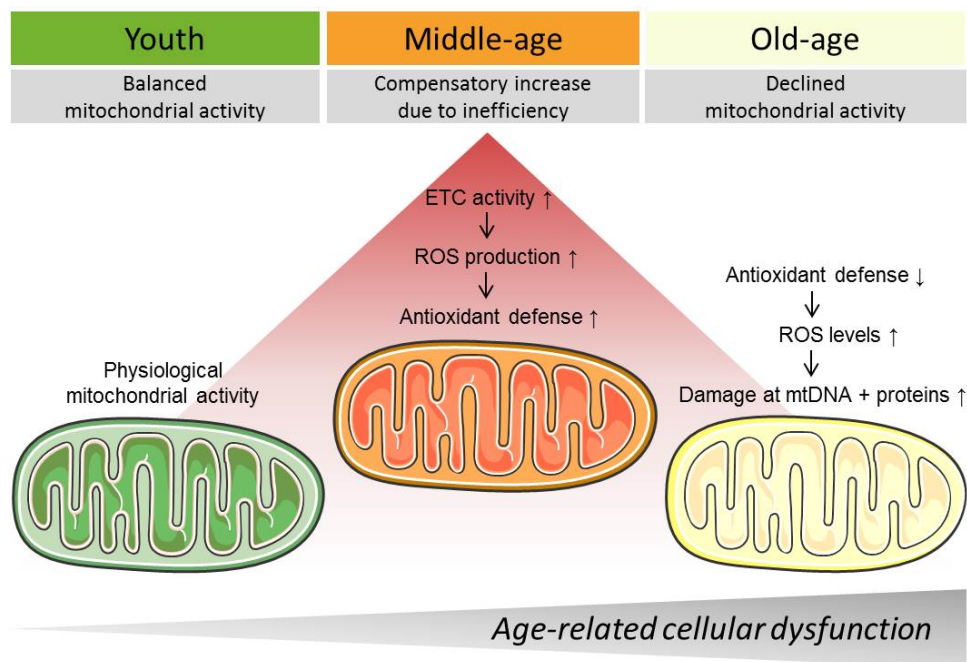 Youth
Middle-age
Old-age
Balanced
mitochondrial activity
Compensatory increase
due to inefficiency
Declined
mitochondrial activity
ETC activity ↑
ROS production ↑
Antioxidant defense ↑
Antioxidant defense ↓
ROS levels ↑
Damage at mtDNA + proteins ↑
Physiological
mitochondrial activity
Age-related cellular dysfunction